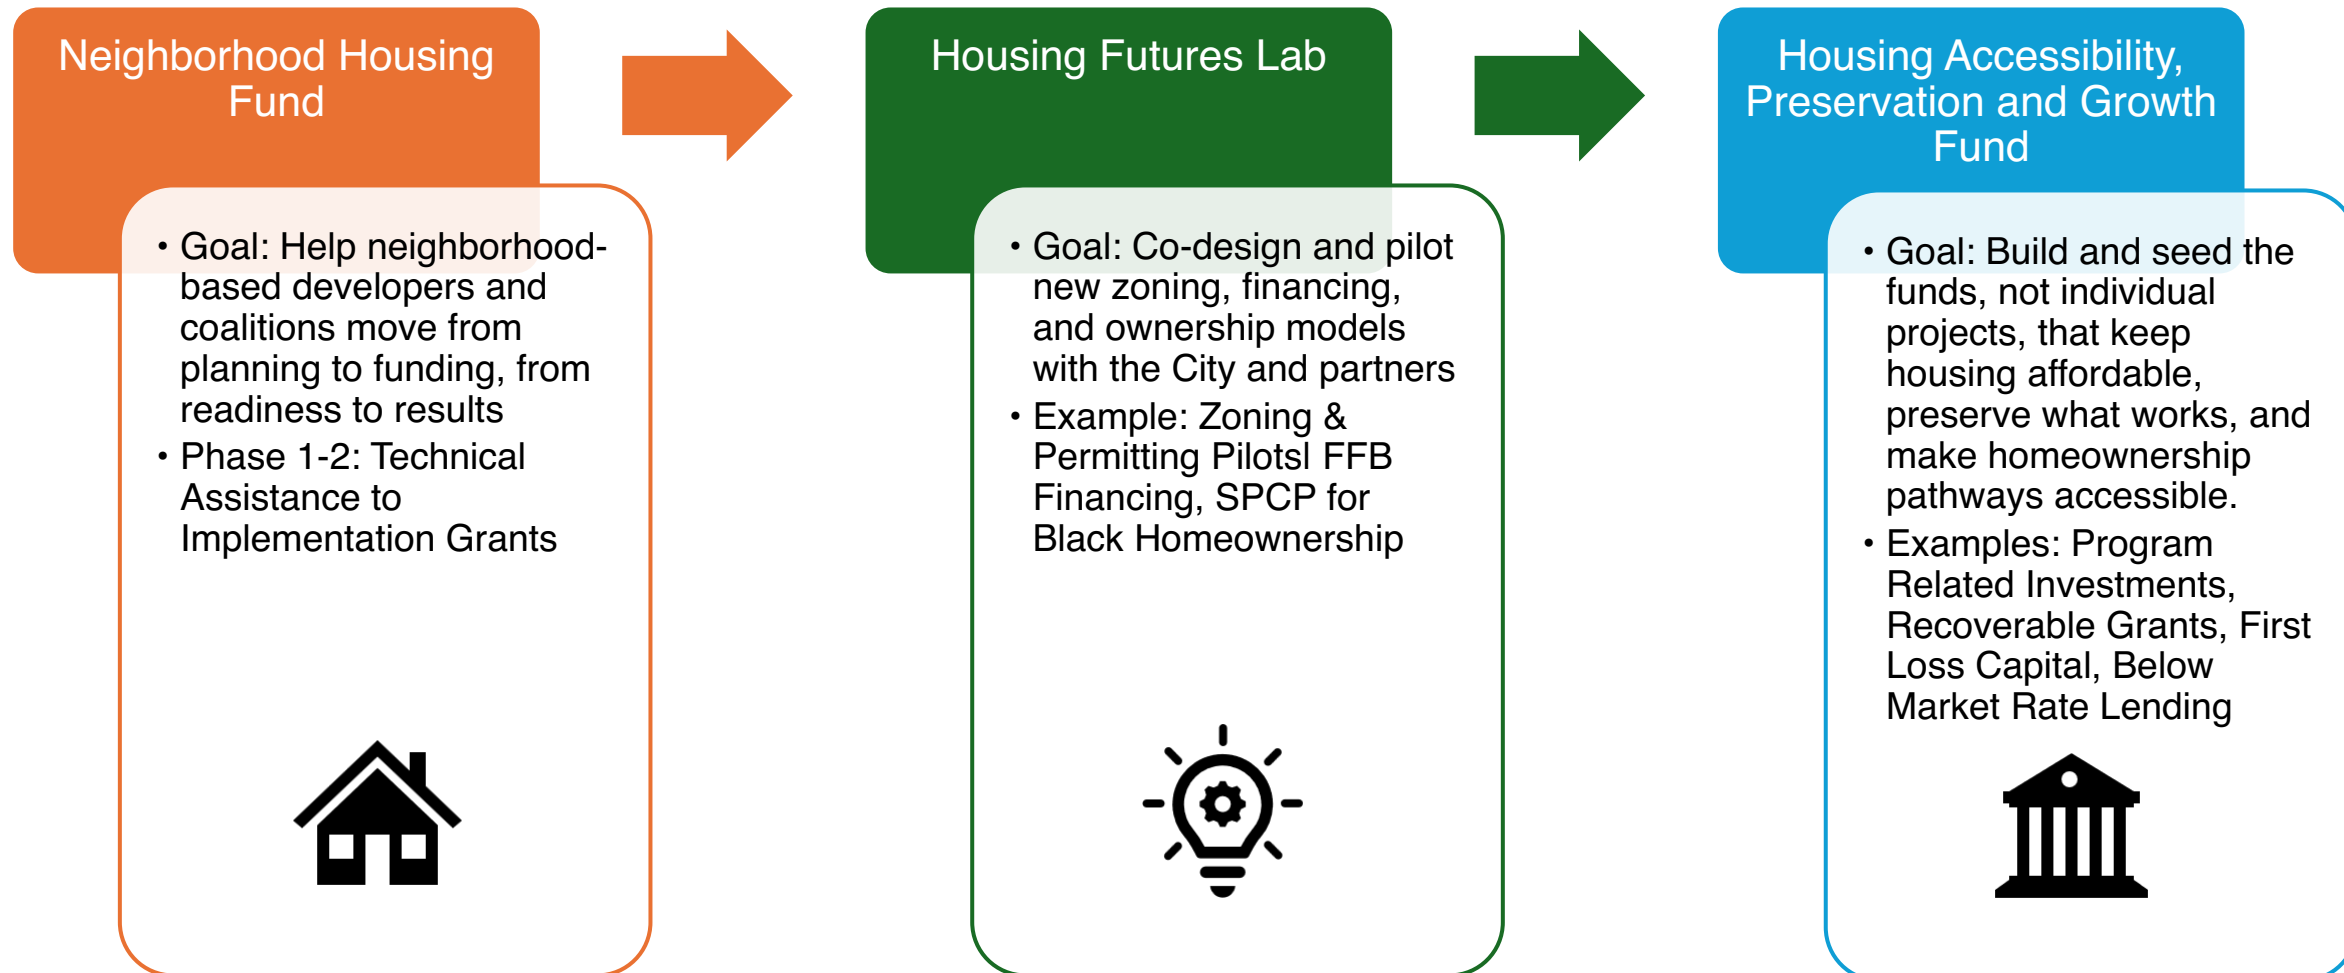 Neighborhood Housing
Fund
• Goal: Help neighborhood-
based developers and
coalitions move from
planning to funding, from
readiness to results
• Phase 1-2: Technical
Assistance to
Implementation Grants
Housing Futures Lab
• Goal: Co-design and pilot
new zoning, financing,
and ownership models
with the City and partners
• Example: Zoning &
Permitting Pilotsl FFB
Financing, SPCP for
Black Homeownership
Housing Accessibility,
Preservation and Growth
Fund
• Goal: Build and seed the
funds, not individual
projects, that keep
housing affordable,
preserve what works, and
make homeownership
pathways accessible.
• Examples: Program
Related Investments,
Recoverable Grants, First
Loss Capital, Below
Market Rate Lending